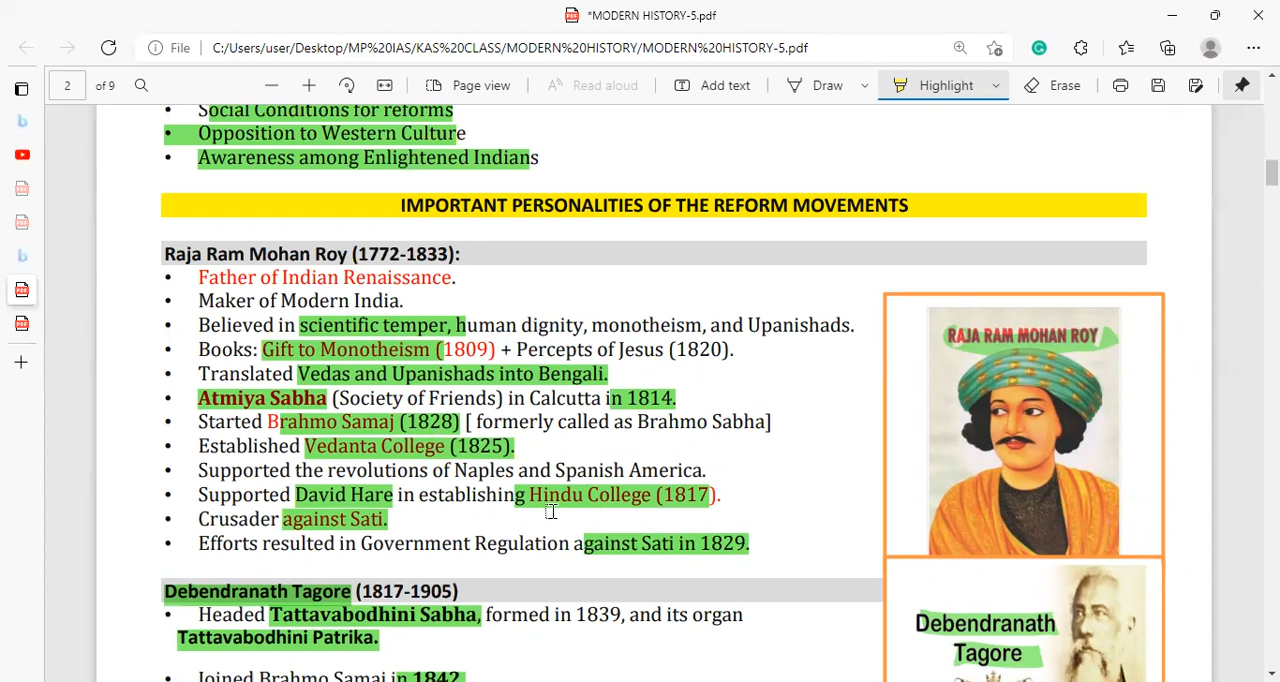 *MODERN HISTORY-5.pdf
File
C:/Users/user/Desktop/MP%20IAS/KAS%20CLASS/MODERN%20HISTORY/MODERN%20HISTORY-5.pdf
2 of 9
Page view
Read aloud
Add text
Draw
Highlight
Erase
• Social Conditions for reforms
• Opposition to Western Culture
• Awareness among Enlightened Indians
IMPORTANT PERSONALITIES OF THE REFORM MOVEMENTS
Raja Ram Mohan Roy (1772-1833):
• Father of Indian Renaissance.
• Maker of Modern India.
• Believed in scientific temper, human dignity, monotheism, and Upanishads.
• Books: Gift to Monotheism (1809) + Percepts of Jesus (1820).
• Translated Vedas and Upanishads into Bengali.
• Atmiya Sabha (Society of Friends) in Calcutta in 1814.
• Started Brahmo Samaj (1828) [ formerly called as Brahmo Sabha]
• Established Vedanta College (1825).
• Supported the revolutions of Naples and Spanish America.
• Supported David Hare in establishing Hindu College (1817).
• Crusader against Sati.
• Efforts resulted in Government Regulation against Sati in 1829.
RAJA RAM MOHAN ROY
Debendranath Tagore (1817-1905)
• Headed Tattavabodhini Sabha, formed in 1839, and its organ
Tattavabodhini Patrika.
• Joined Brahmo Samaj in 1842.
Debendranath
Tagore